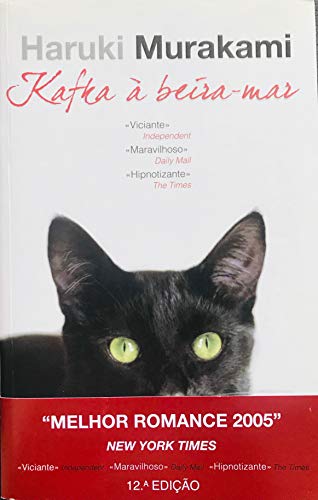 Haruki Murakami
Kafka à beira-mar
«Viciante»
Independent
«Maravilhoso»
Daily Mail
«Hipnotizante»
The Times
“MELHOR ROMANCE 2005”
NEW YORK TIMES
«Viciante» Independent «Maravilhoso» Daily Mail «Hipnotizante» The Times
12.ª EDIÇÃO